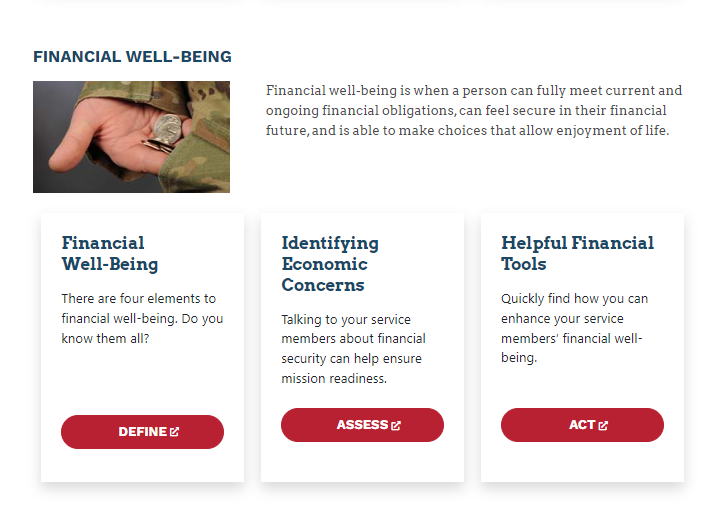 FINANCIAL WELL-BEING
Financial well-being is when a person can fully meet current and
ongoing financial obligations, can feel secure in their financial
future, and is able to make choices that allow enjoyment of life.
Financial
Well-Being
There are four elements to
financial well-being. Do you
know them all?
DEFINE
Identifying
Economic
Concerns
Talking to your service
members about financial
security can help ensure
mission readiness.
ASSESS
Helpful Financial
Tools
Quickly find how you can
enhance your service
members' financial well-
being.
ACT